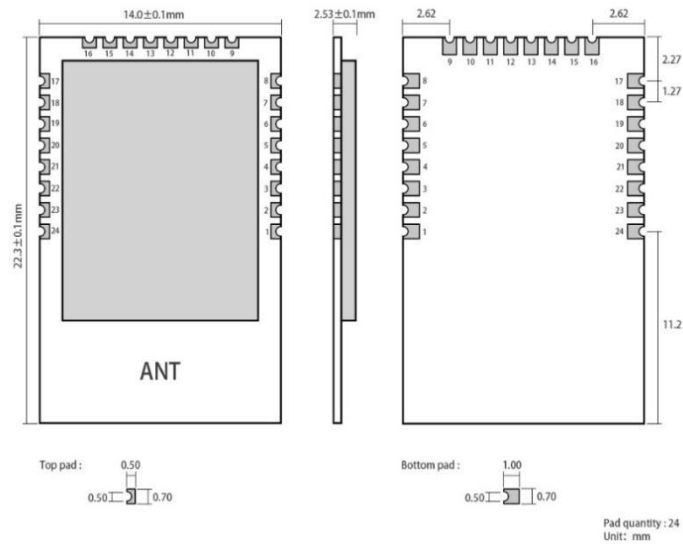 14.0±0.1mm
2.53±0.1mm
2.62 2.62
16 15 14 13 12 11 10 9
9 10 11 12 13 14 15 16
2.27
17 8 8 17
1.27
18 7 7 18
19 6 6 19
20 5 5 20
21 4 4 21
22 3 3 22
23 2 2 23
24 1 1 24
22.3±0.1mm
11.2
ANT
Top pad : 0.50
0.50 0.70
Bottom pad : 1.00
0.50 0.70
Pad quantity : 24
Unit: mm